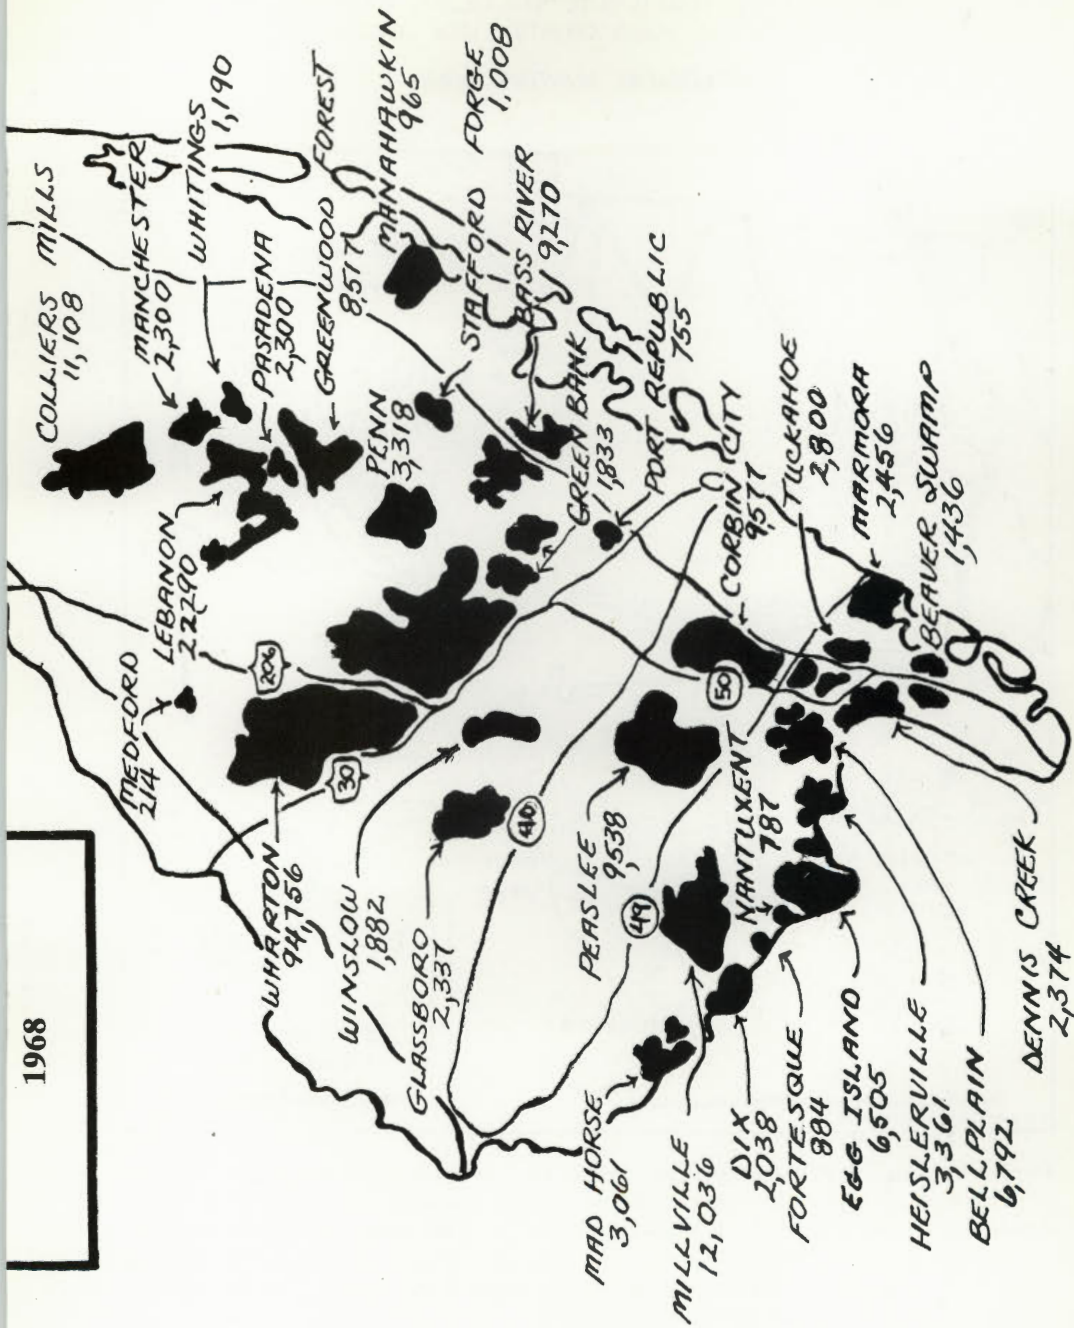 1968
COLLIERS MILLS
11,108
MANCHESTER
2,300
WHITINGS
1,190
PASADENA
2,300
GREENWOOD FOREST
8,517
MANAHAWKIN
965
STAFFORD FORGE
1,008
BASS RIVER
9,270
PENN
3,318
GREEN BANK
1,833
PORT REPUBLIC
755
LEBANON
22290
MEDFORD
214
206
30
WHARTON
94,756
WINSLOW
1,882
GLASSBORO
2,337
40
50
49
CORBIN CITY
9,577
TUCKAHOE
2,800
MARMORA
2,456
BEAVER SWAMP
1,436
PEASLEE
9,538
NANTUXENT
787
MAD HORSE
3,061
MILLVILLE
12,036
DIX
2,038
FORTESQUE
884
EGG ISLAND
6,505
HEISLERVILLE
3,361
BELLPLAIN
6,792
DENNIS CREEK
2,374